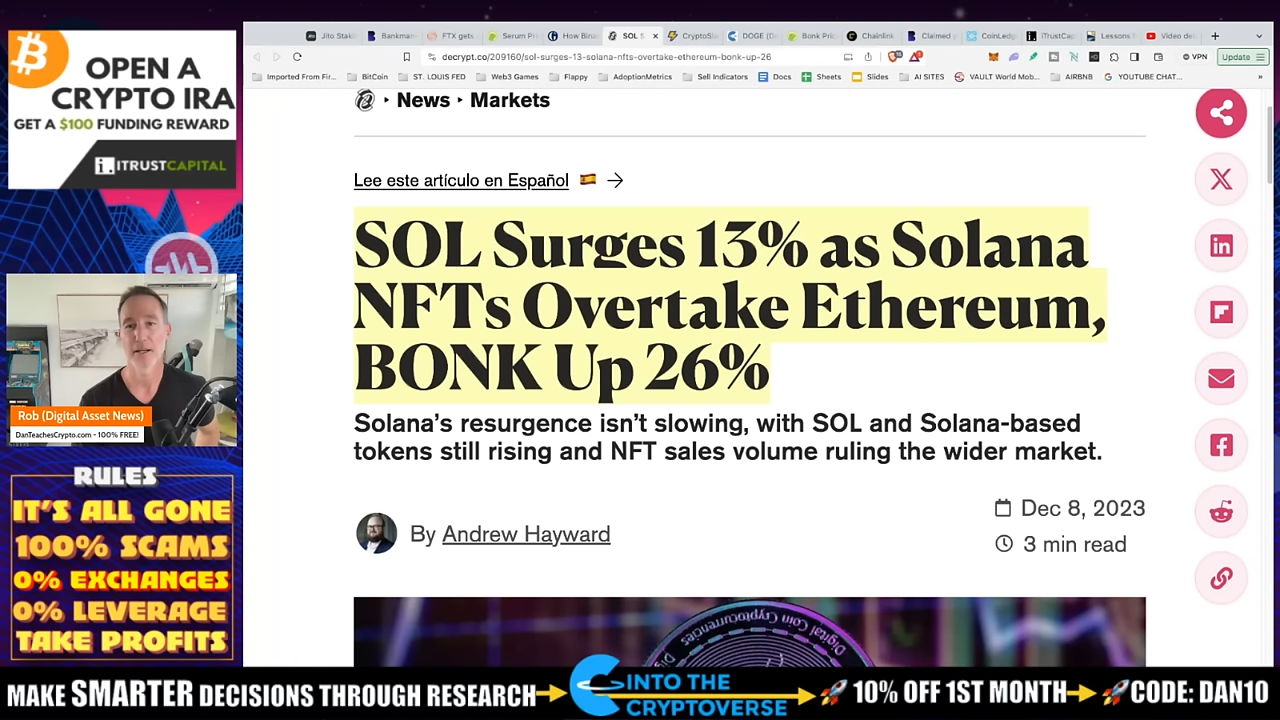 OPEN A
CRYPTO IRA
GET A $100 FUNDING REWARD
i. ITRUSTCAPITAL
Rob (Digital Asset News)
DanTeachesCrypto.com - 100% FREE!
RULES
IT'S ALL GONE
100% SCAMS
0% EXCHANGES
0% LEVERAGE
TAKE PROFITS
Jito Staki
Bankman
FTX gets
Serum Pr
How Binan
SOL S
CryptoSl
DOGE (D
Bonk Pric
Chainlink
Claimed
CoinLedg
iTrustCap
Lessons f
Video det
decrypt.co/209160/sol-surges-13-solana-nfts-overtake-ethereum-bonk-up-26
VPN
Update
Imported From Fir...
BitCoin
ST. LOUIS FED
Web3 Games
Flappy
AdoptionMetrics
Sell Indicators
Docs
Sheets
Slides
AI SITES
VAULT World Mob...
AIRBNB
YOUTUBE CHAT...
News ‣ Markets
Lee este artículo en Español →
SOL Surges 13% as Solana
NFTs Overtake Ethereum,
BONK Up 26%
Solana's resurgence isn't slowing, with SOL and Solana-based
tokens still rising and NFT sales volume ruling the wider market.
By Andrew Hayward
Dec 8, 2023
3 min read
Digital Coin Cryptocurrencies
MAKE SMARTER DECISIONS THROUGH RESEARCH
INTO THE
CRYPTOVERSE
10% OFF 1ST MONTH
CODE: DAN10